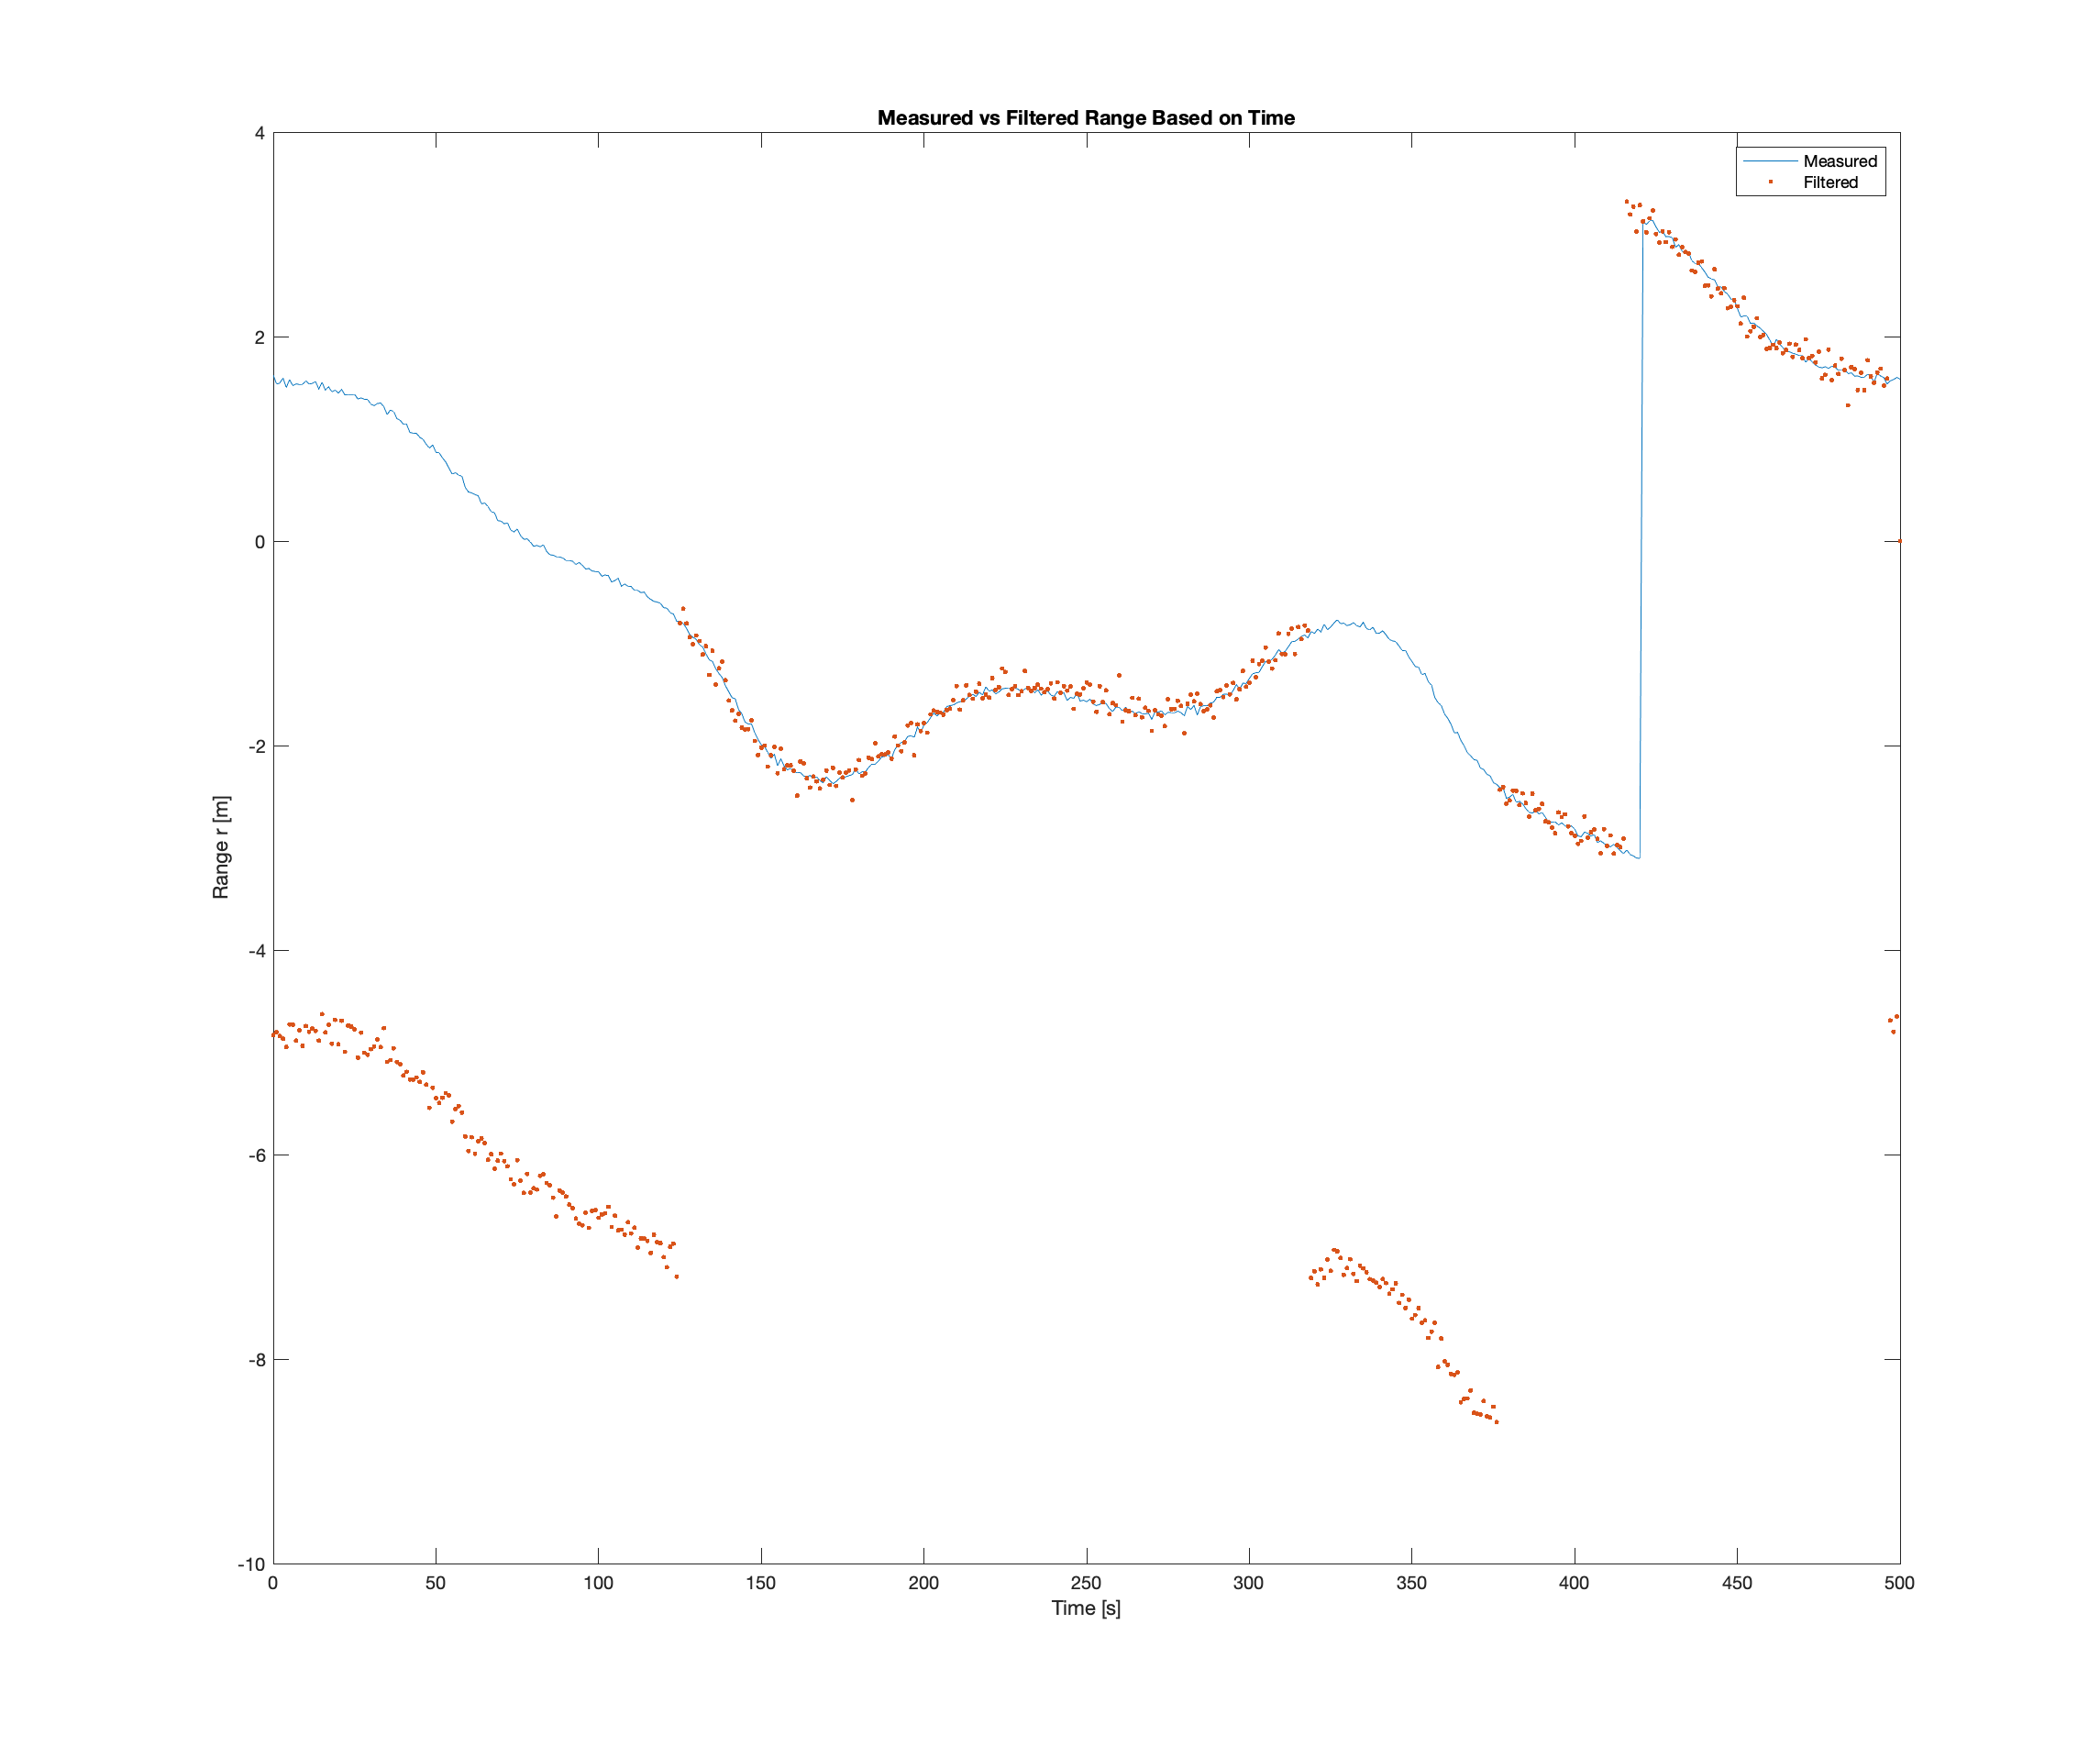 Measured vs Filtered Range Based on Time
4
Measured
Filtered
2
0
-2
Range r [m]
-4
-6
-8
-10
0 50 100 150 200 250 300 350 400 450 500
Time [s]